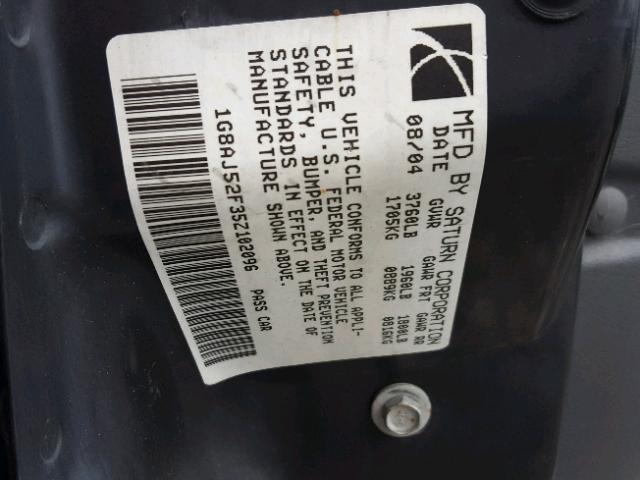 MFD BY SATURN CORPORATION
DATE GVWR GAWR FRT GAWR RR
08/04 3760LB 1960LB 1800LB
1705KG 0889KG 0816KG
THIS VEHICLE CONFORMS TO ALL APPLI-
CABLE U.S. FEDERAL MOTOR VEHICLE
SAFETY, BUMPER, AND THEFT PREVENTION
STANDARDS IN EFFECT ON THE DATE OF
MANUFACTURE SHOWN ABOVE.
1G8AJ52F35Z102096 PASS CAR